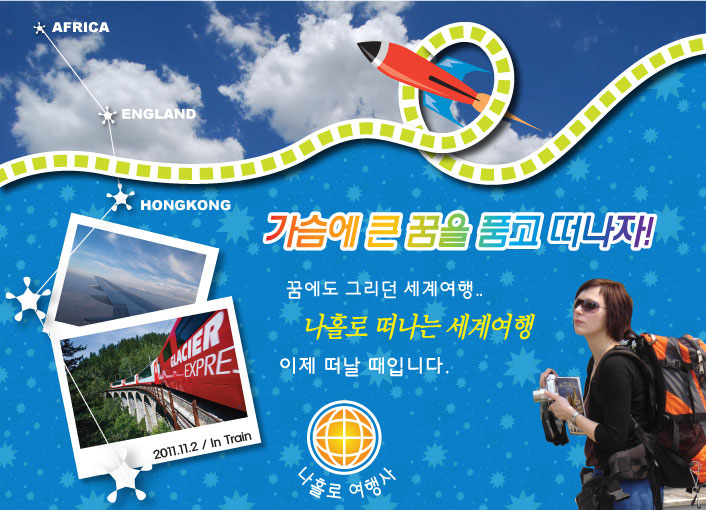 AFRICA
ENGLAND
HONGKONG
가슴에 큰 꿈을 품고 떠나자!
꿈에도 그리던 세계여행..
나홀로 떠나는 세계여행
이제 떠날 때입니다.
GLACIER
EXPRE
2011.11.2 / In Train
나홀로 여행사